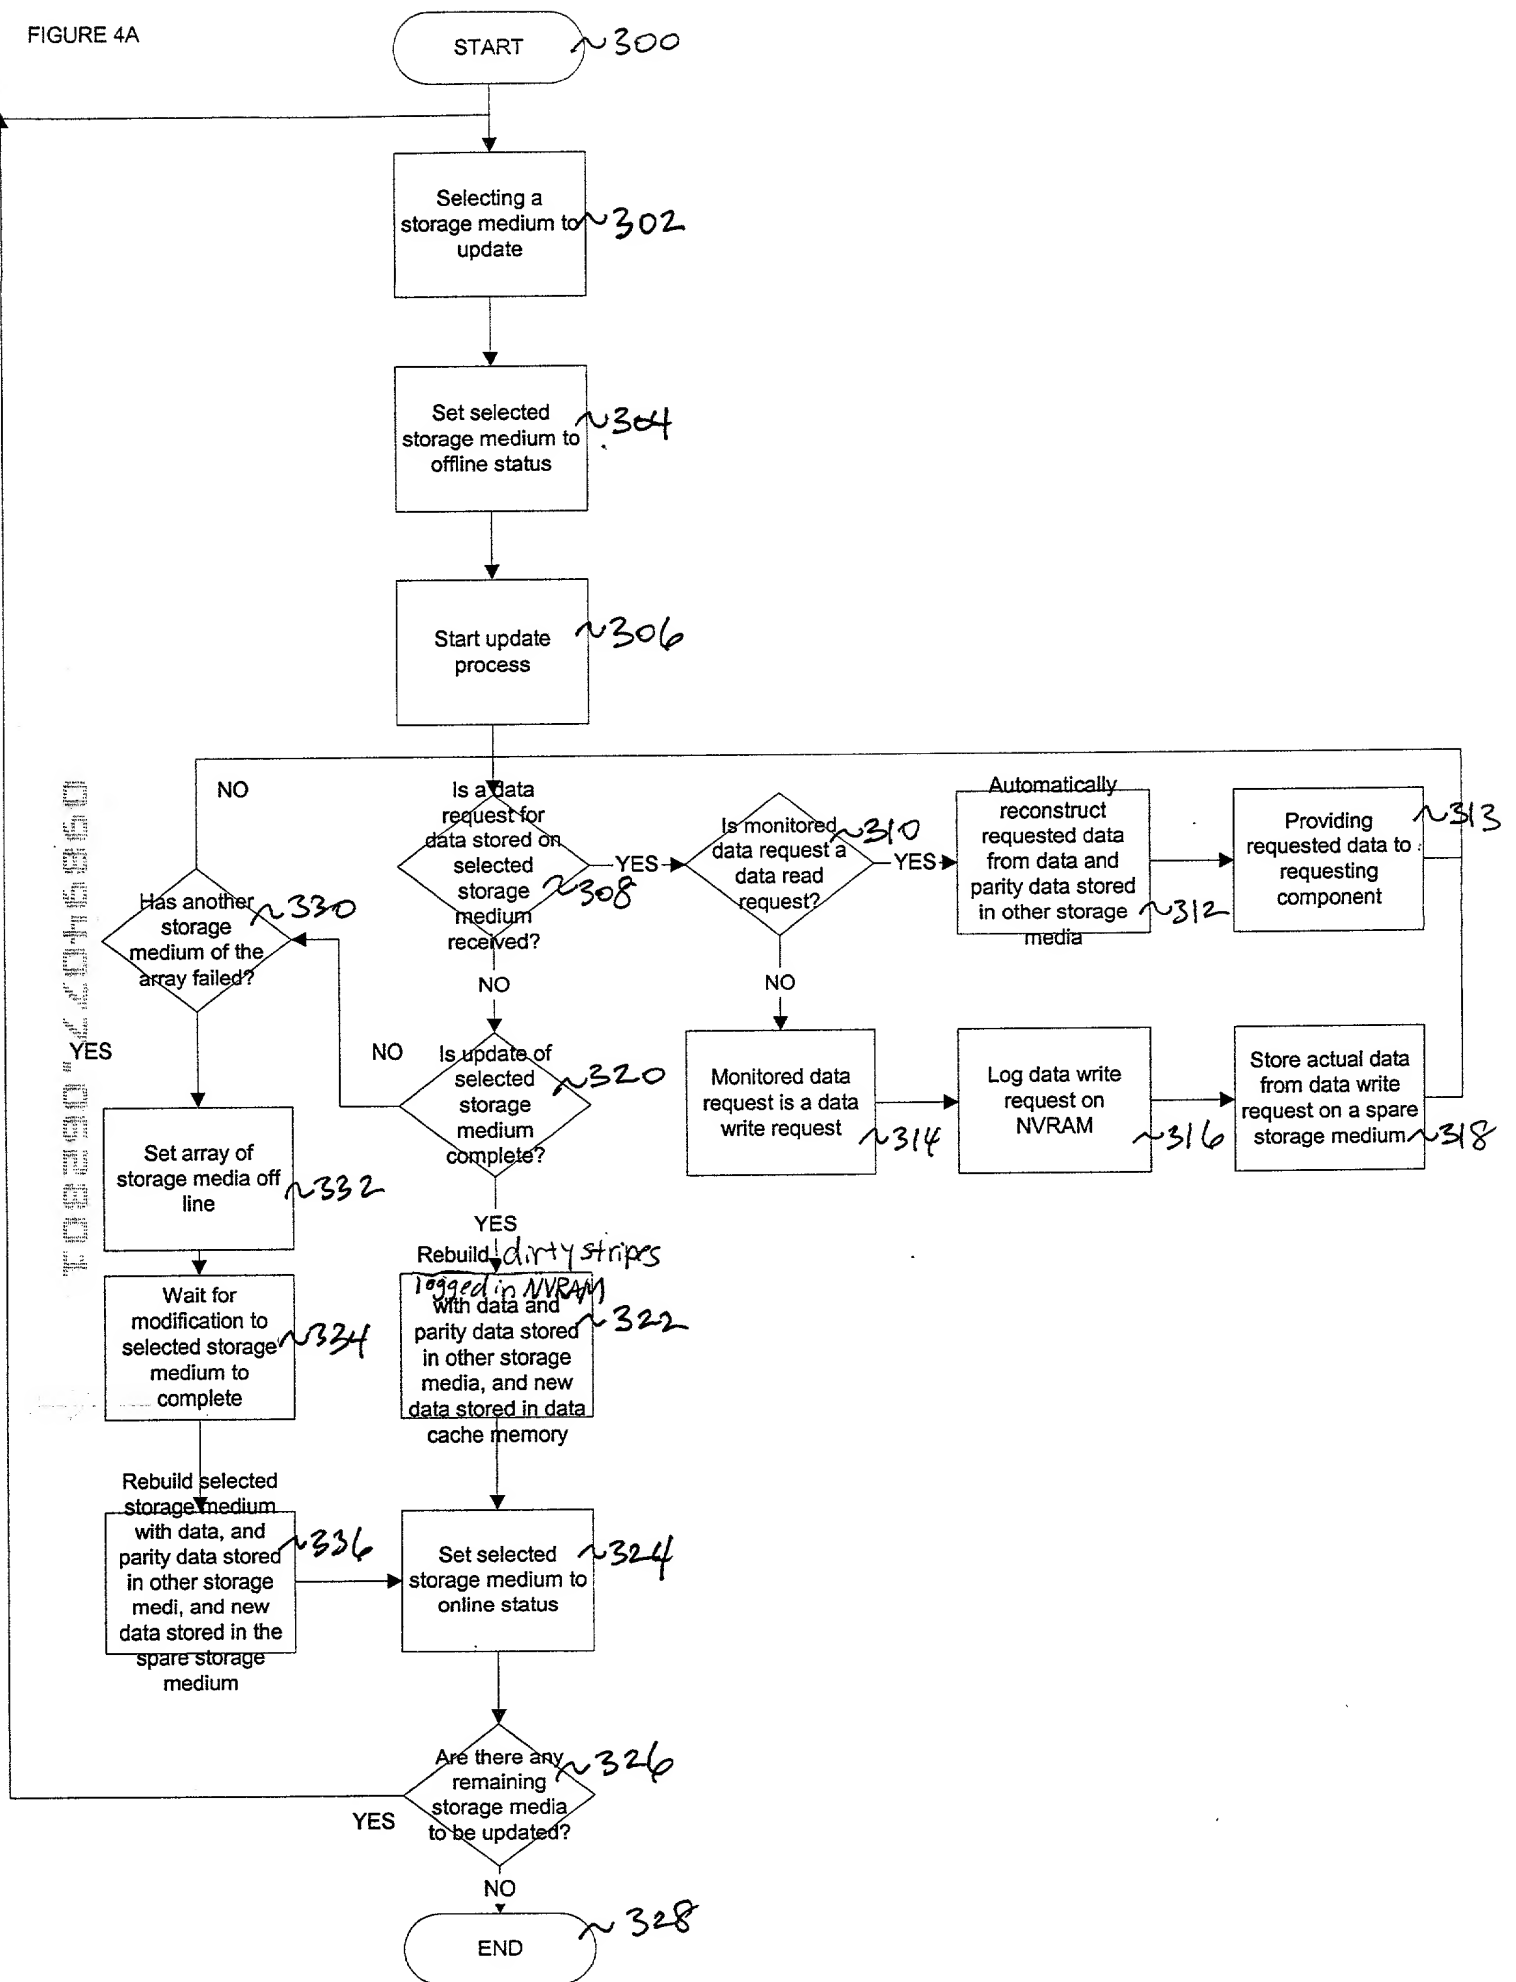 FIGURE 4A
START
~300
Selecting a
storage medium to
update
~302
Set selected
storage medium to
offline status
~304
Start update
process
~306
NO
Is a data
request for
data stored on
selected
storage
medium
received?
~308
YES
Is monitored
data request a
data read
request?
~310
YES
Automatically
reconstruct
requested data
from data and
parity data stored
in other storage
media
~312
Providing
requested data to
requesting
component
~313
Has another
storage
medium of the
array failed?
~330
NO
NO
YES
NO
Is update of
selected
storage
medium
complete?
~320
Monitored data
request is a data
write request
~314
Log data write
request on
NVRAM
~316
Store actual data
from data write
request on a spare
storage medium
~318
Set array of
storage media off
line
~332
YES
Rebuild dirty stripes
logged in NVRAM
with data and
parity data stored
in other storage
media, and new
data stored in data
cache memory
~322
Wait for
modification to
selected storage
medium to
complete
~334
Rebuild selected
storage medium
with data, and
parity data stored
in other storage
medi, and new
data stored in the
spare storage
medium
~336
Set selected
storage medium to
online status
~324
Are there any
remaining
storage media
to be updated?
~326
YES
NO
END
~328